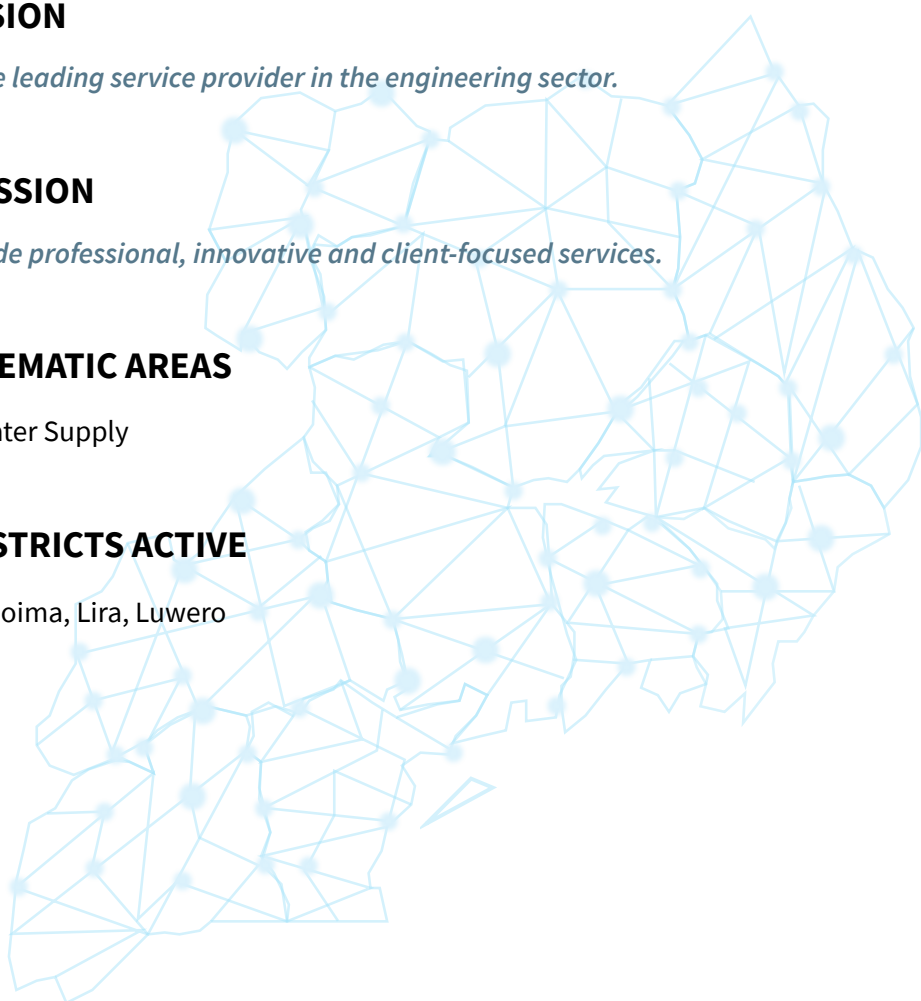 SION
e leading service provider in the engineering sector.
SSION
de professional, innovative and client-focused services.
EMATIC AREAS
ater Supply
STRICTS ACTIVE
oima, Lira, Luwero